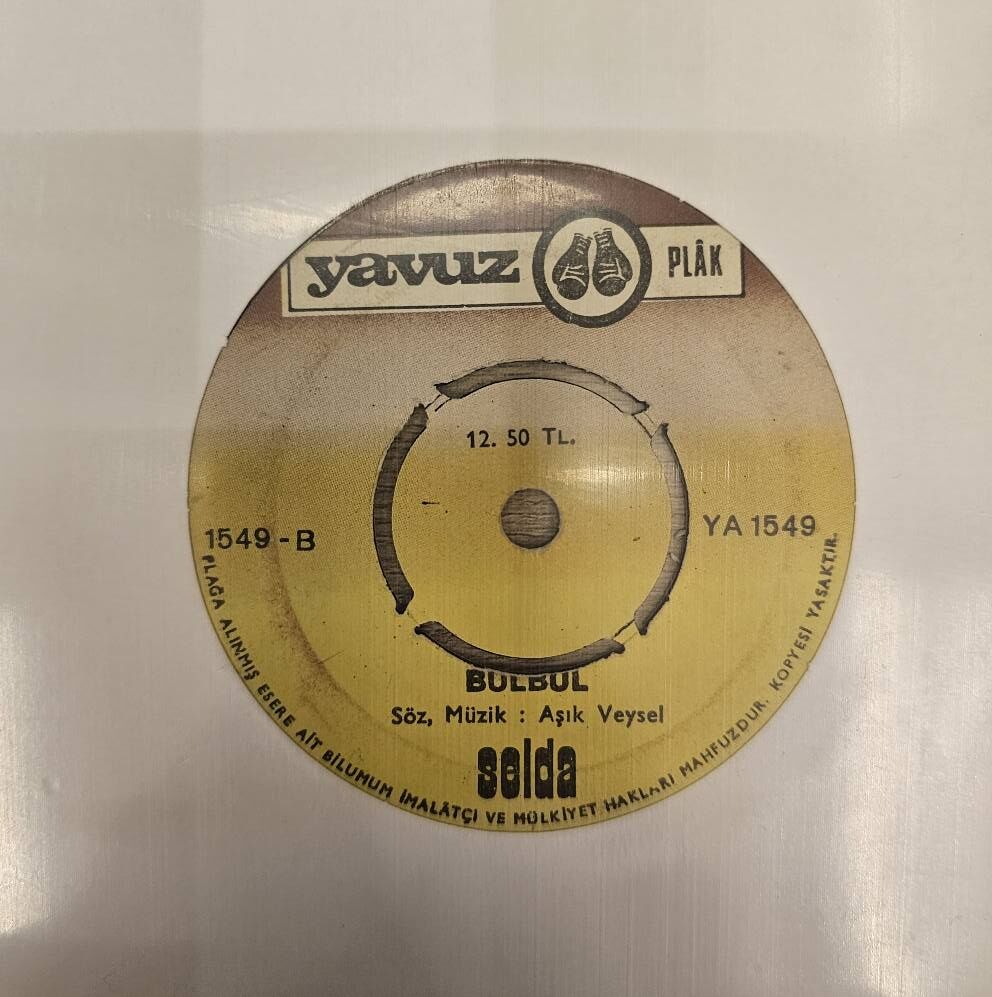 yavuz PLÂK
12. 50 TL.
1549 - B
YA 1549
BÜLBÜL
Söz, Müzik : Aşık Veysel
selda
PLAĞA ALINMIŞ ESERE AİT BİLUMUM İMALÂTÇI VE MÜLKİYET HAKLARI MAHFUZDUR. KOPYESİ YASAKTIR.